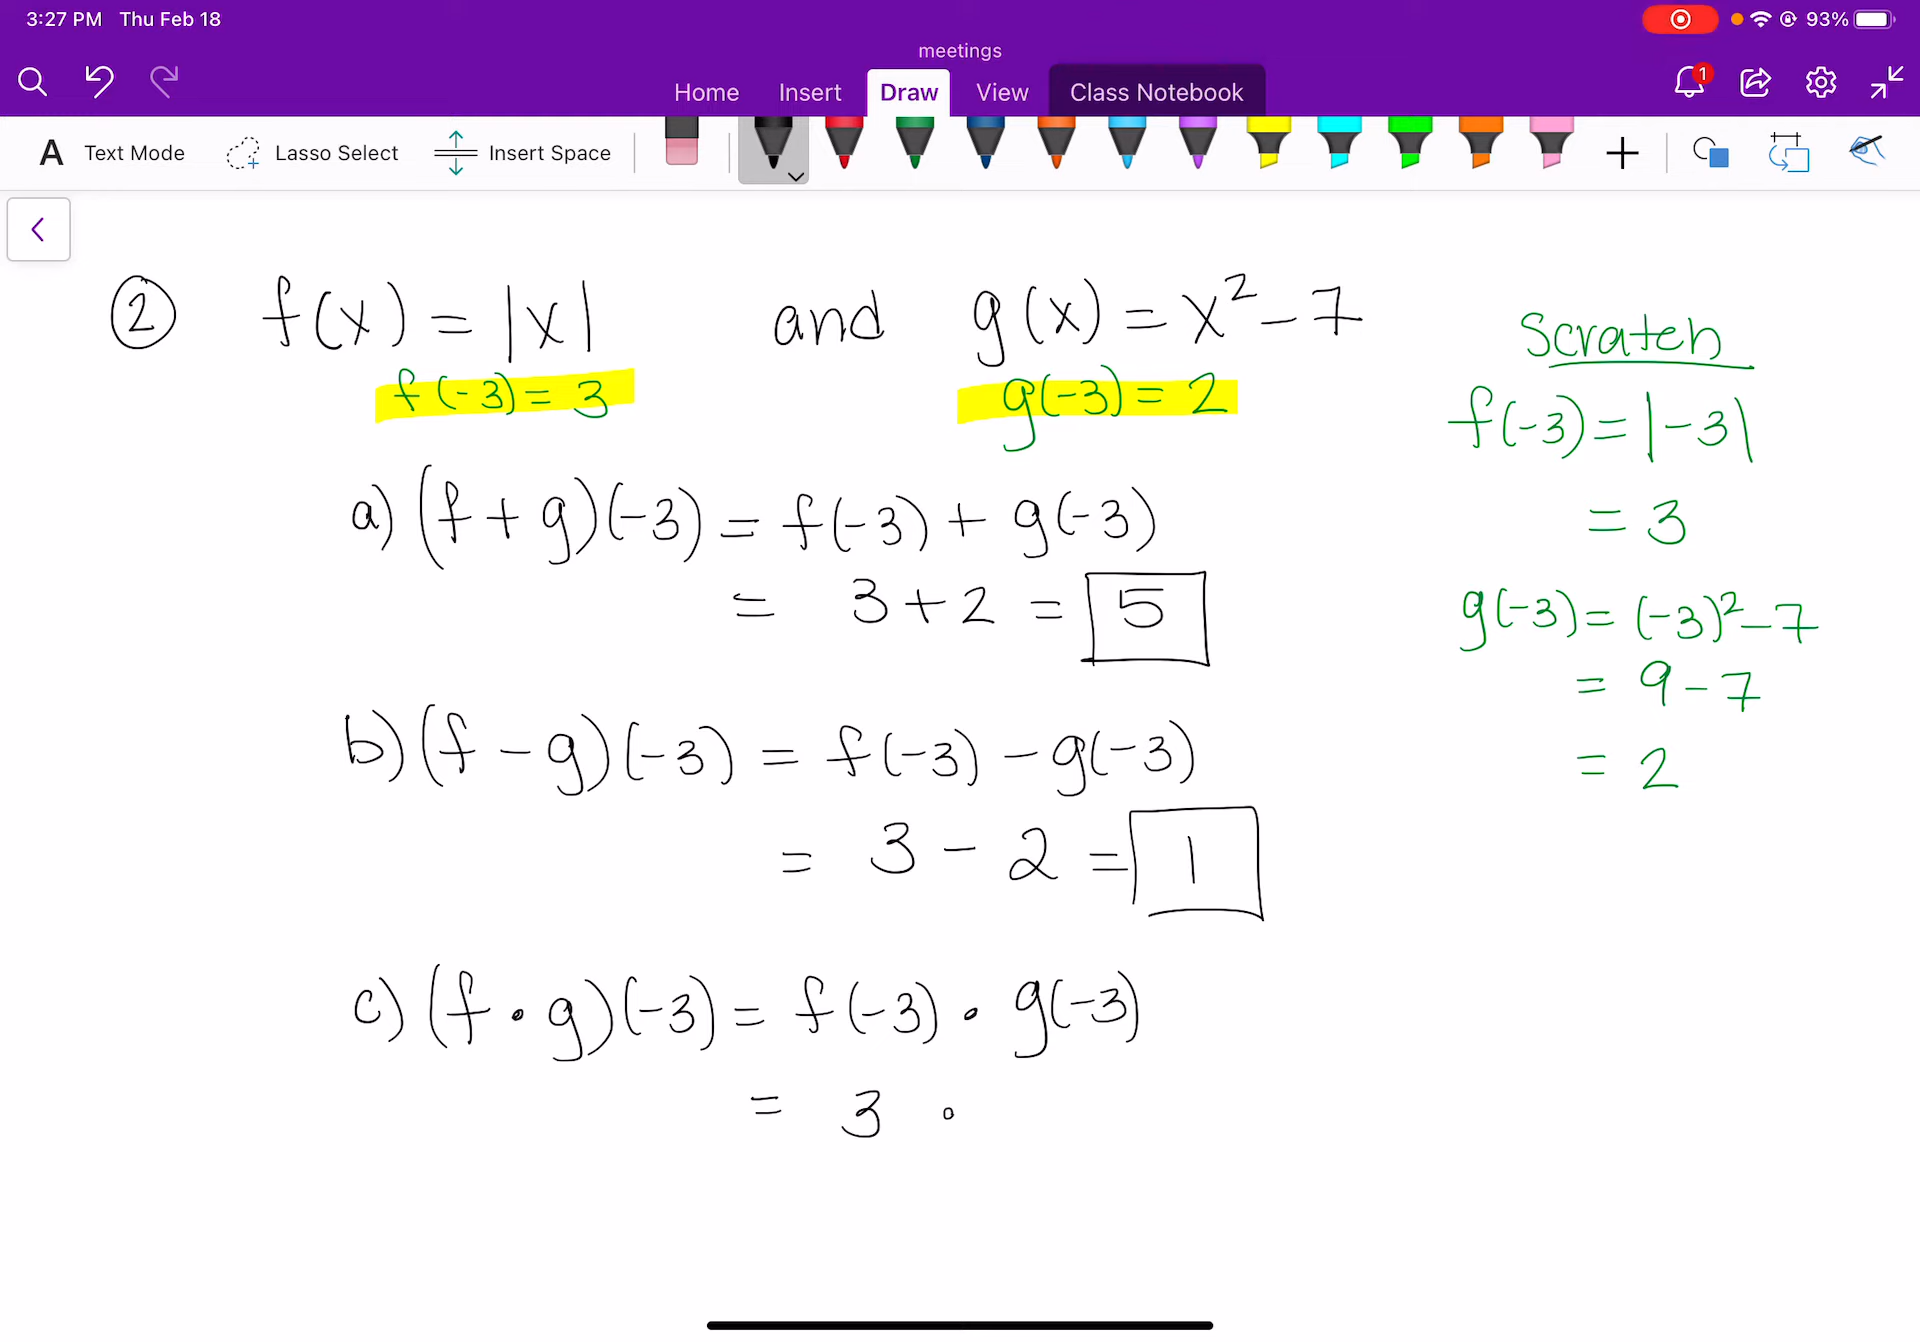 3:27 PM Thu Feb 18
93%
meetings
Home Insert Draw View Class Notebook
1
A Text Mode Lasso Select Insert Space
② f(x) = |x| and g(x) = x² - 7
f(-3) = 3 g(-3) = 2
a) (f + g)(-3) = f(-3) + g(-3)
= 3 + 2 = 5
b) (f - g)(-3) = f(-3) - g(-3)
= 3 - 2 = 1
c) (f • g)(-3) = f(-3) • g(-3)
= 3 •
Scratch
f(-3) = |-3|
= 3
g(-3) = (-3)² - 7
= 9 - 7
= 2